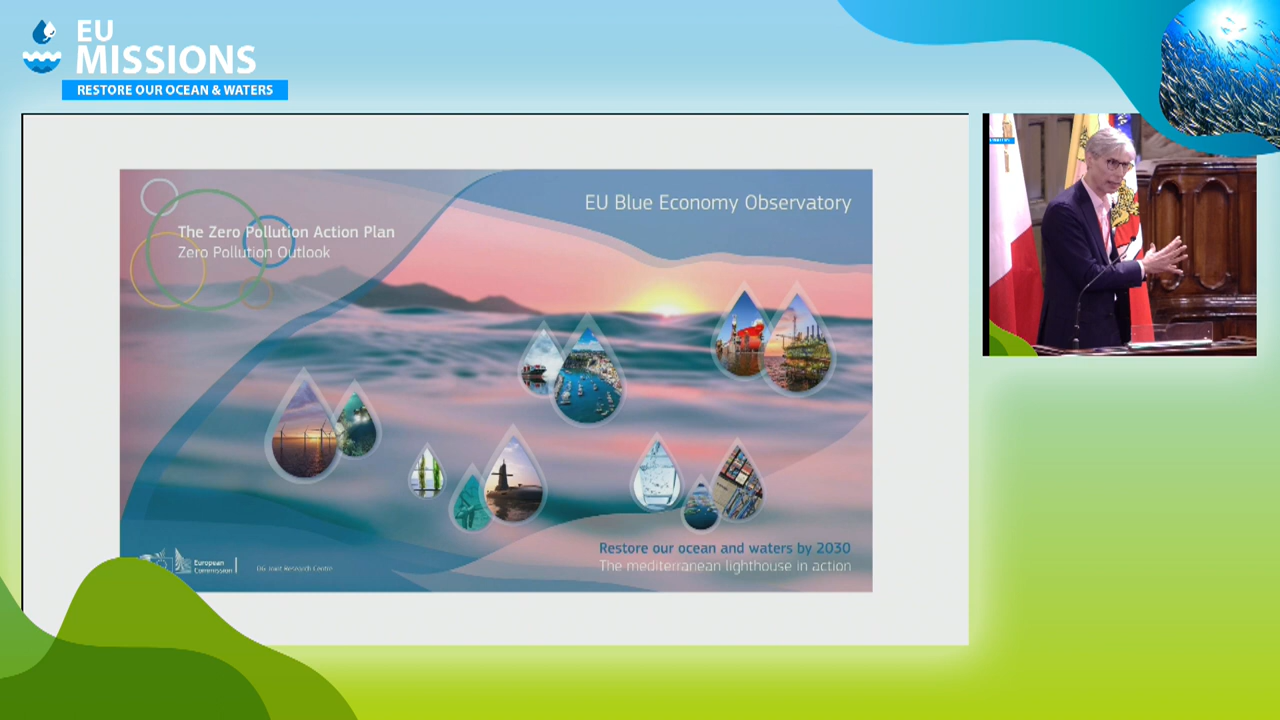 EU
MISSIONS
RESTORE OUR OCEAN & WATERS
EU Blue Economy Observatory
The Zero Pollution Action Plan
Zero Pollution Outlook
Restore our ocean and waters by 2030
The mediterranean lighthouse in action
European
Commission
DG Joint Research Centre